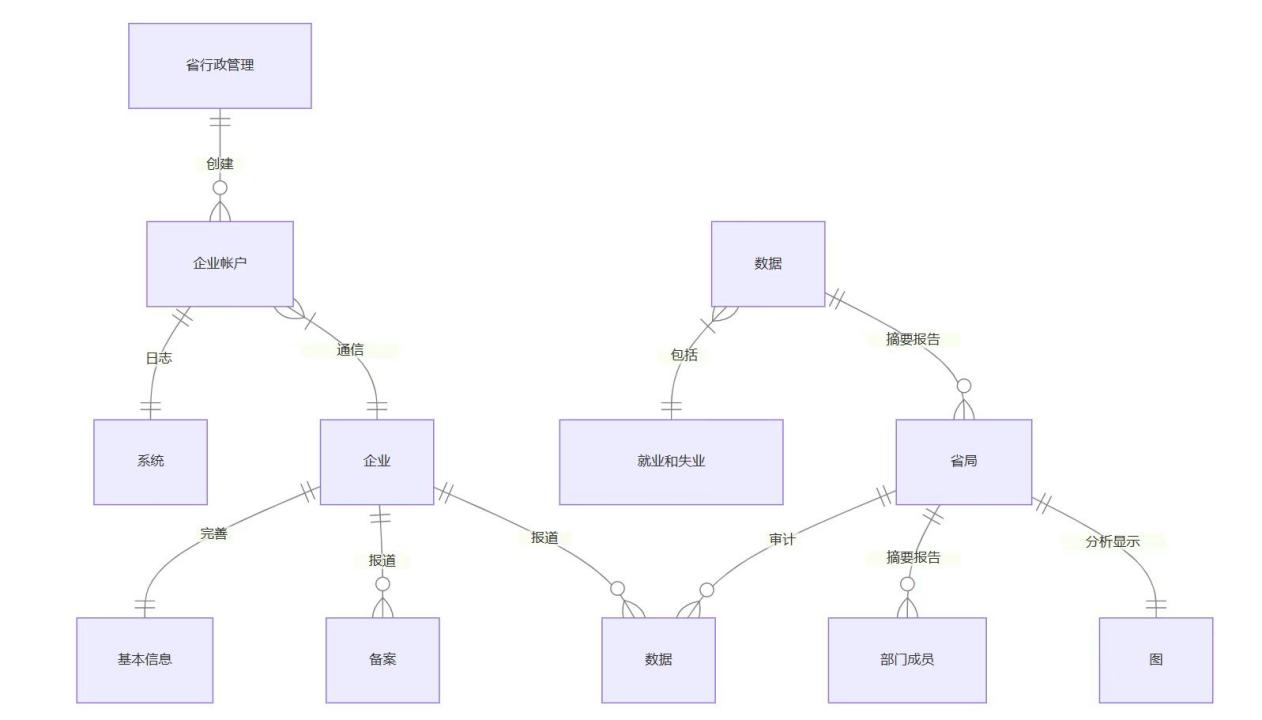 省行政管理
创建
企业帐户
数据
日志
通信
包括
摘要报告
系统
企业
就业和失业
省局
完善
报道
报道
审计
摘要报告
分析显示
基本信息
备案
数据
部门成员
图